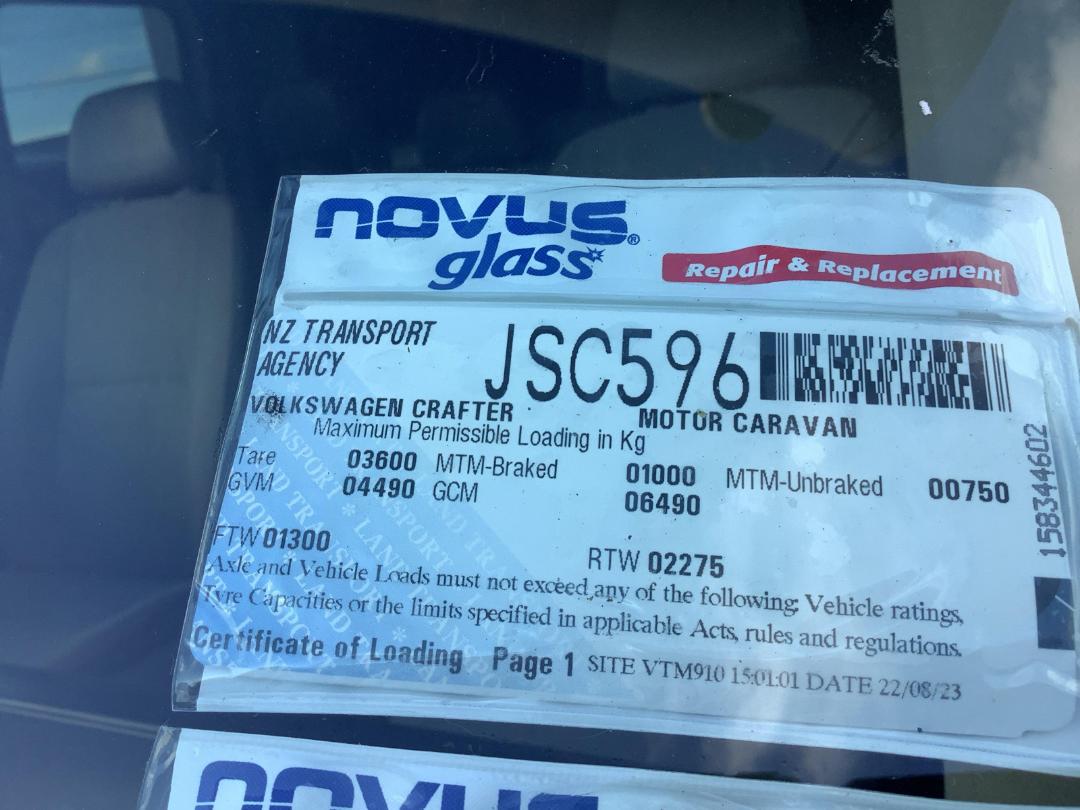 novus®
glass
Repair & Replacement
NZ TRANSPORT
AGENCY
JSC596
VOLKSWAGEN CRAFTER MOTOR CARAVAN
Maximum Permissible Loading in Kg
Tare 03600 MTM-Braked 01000 MTM-Unbraked 00750
GVM 04490 GCM 06490
FTW 01300 RTW 02275
Axle and Vehicle Loads must not exceed any of the following: Vehicle ratings,
Tyre Capacities or the limits specified in applicable Acts, rules and regulations.
Certificate of Loading Page 1 SITE VTM910 15:01:01 DATE 22/08/23
158344602
novus